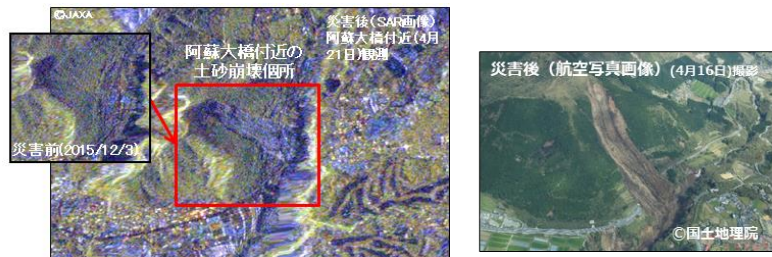 ©JAXA
災害後(SAR画像)
阿蘇大橋付近(4月
21日)観測
阿蘇大橋付近の
土砂崩壊個所
災害前(2015/12/3)
災害後（航空写真画像）(4月16日)撮影
©国土地理院